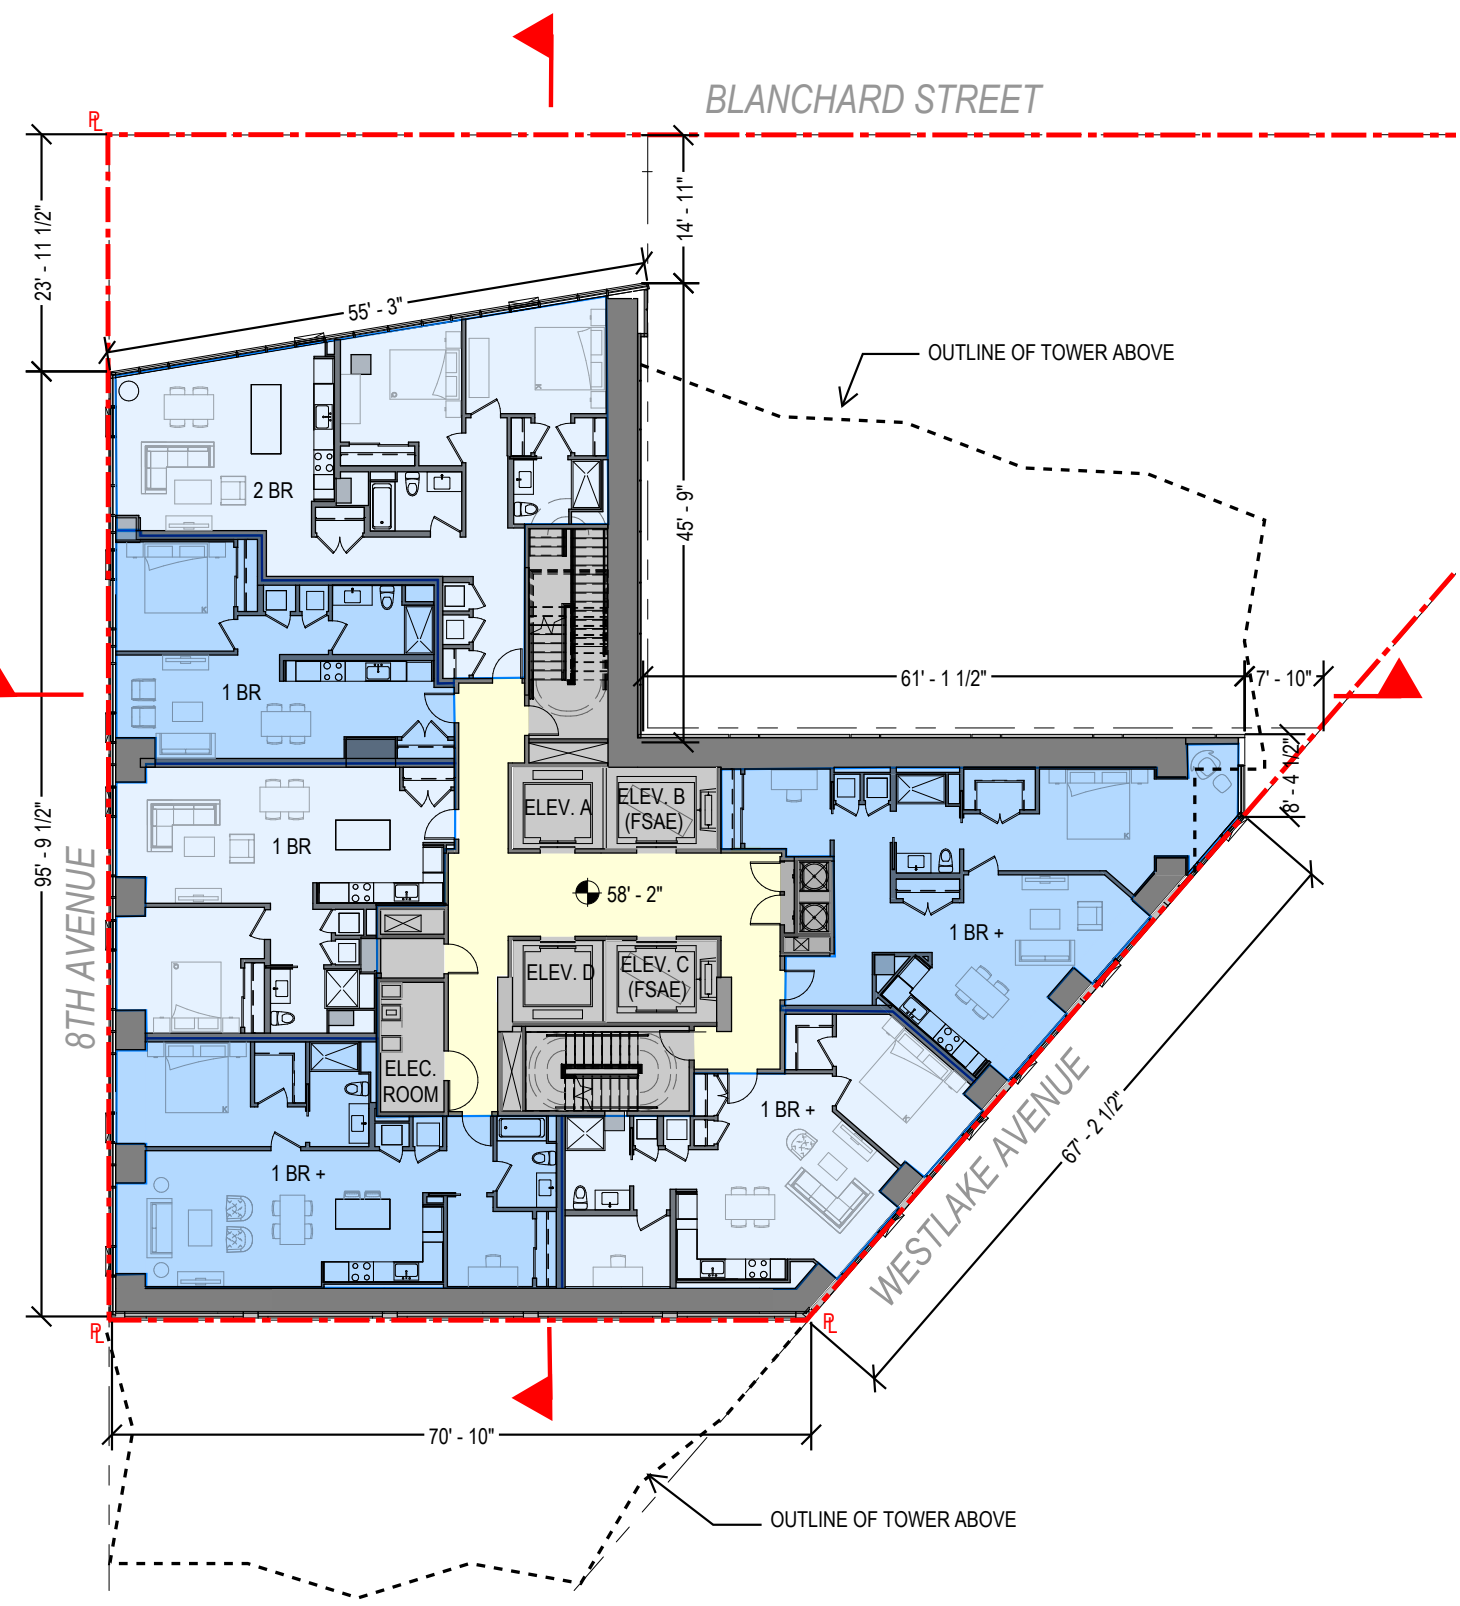 BLANCHARD STREET
PL
23' - 11 1/2"
14' - 11"
55' - 3"
OUTLINE OF TOWER ABOVE
2 BR
45' - 9"
1 BR
61' - 1 1/2"
7' - 10"
8' - 4 1/2"
ELEV. A
ELEV. B
(FSAE)
1 BR
95' - 9 1/2"
8TH AVENUE
58' - 2"
1 BR +
ELEV. D
ELEV. C
(FSAE)
ELEC.
ROOM
1 BR +
1 BR +
WESTLAKE AVENUE
67' - 2 1/2"
PL
PL
70' - 10"
OUTLINE OF TOWER ABOVE